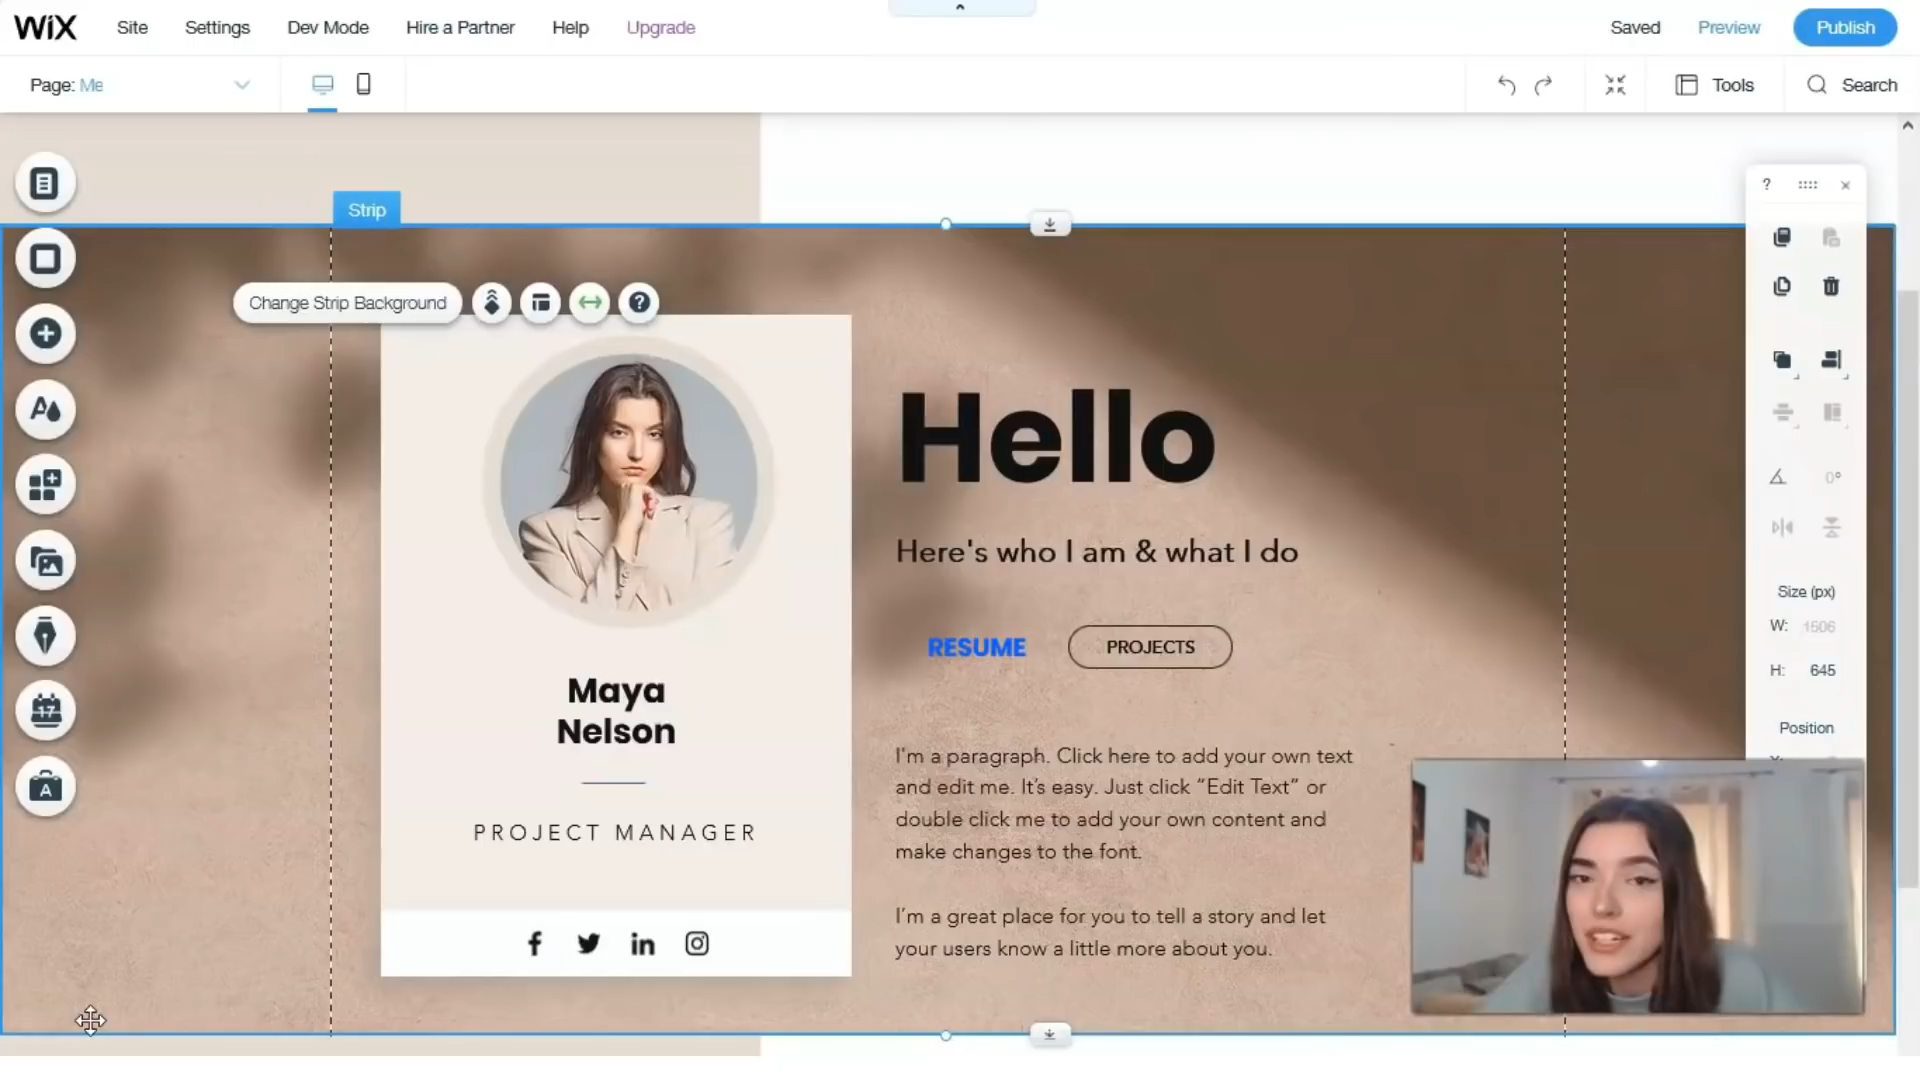 WiX
Site
Settings
Dev Mode
Hire a Partner
Help
Upgrade
Saved
Preview
Publish
Page: Me
Tools
Search
Strip
?
Change Strip Background
?
Hello
0°
Here's who I am & what I do
Size (px)
W: 1506
RESUME
PROJECTS
H: 645
Maya
Nelson
17
Position
I'm a paragraph. Click here to add your own text
and edit me. It's easy. Just click “Edit Text” or
double click me to add your own content and
make changes to the font.
A
PROJECT MANAGER
I'm a great place for you to tell a story and let
your users know a little more about you.